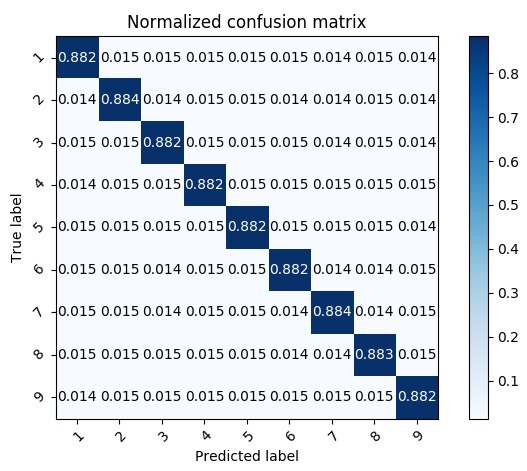 Normalized confusion matrix
1 0.882 0.015 0.015 0.015 0.015 0.015 0.014 0.015 0.014
2 0.014 0.884 0.014 0.015 0.014 0.014 0.014 0.015 0.014
3 0.015 0.015 0.882 0.015 0.015 0.015 0.014 0.015 0.014
4 0.014 0.015 0.015 0.882 0.015 0.015 0.014 0.015 0.015
5 0.015 0.015 0.014 0.015 0.882 0.015 0.015 0.015 0.014
6 0.015 0.015 0.014 0.015 0.015 0.882 0.014 0.014 0.015
7 0.014 0.015 0.014 0.015 0.015 0.014 0.884 0.014 0.015
8 0.015 0.015 0.014 0.015 0.015 0.014 0.014 0.883 0.015
9 0.014 0.015 0.015 0.015 0.015 0.015 0.015 0.015 0.882
1 2 3 4 5 6 7 8 9
True label
Predicted label
0.8
0.7
0.6
0.5
0.4
0.3
0.2
0.1